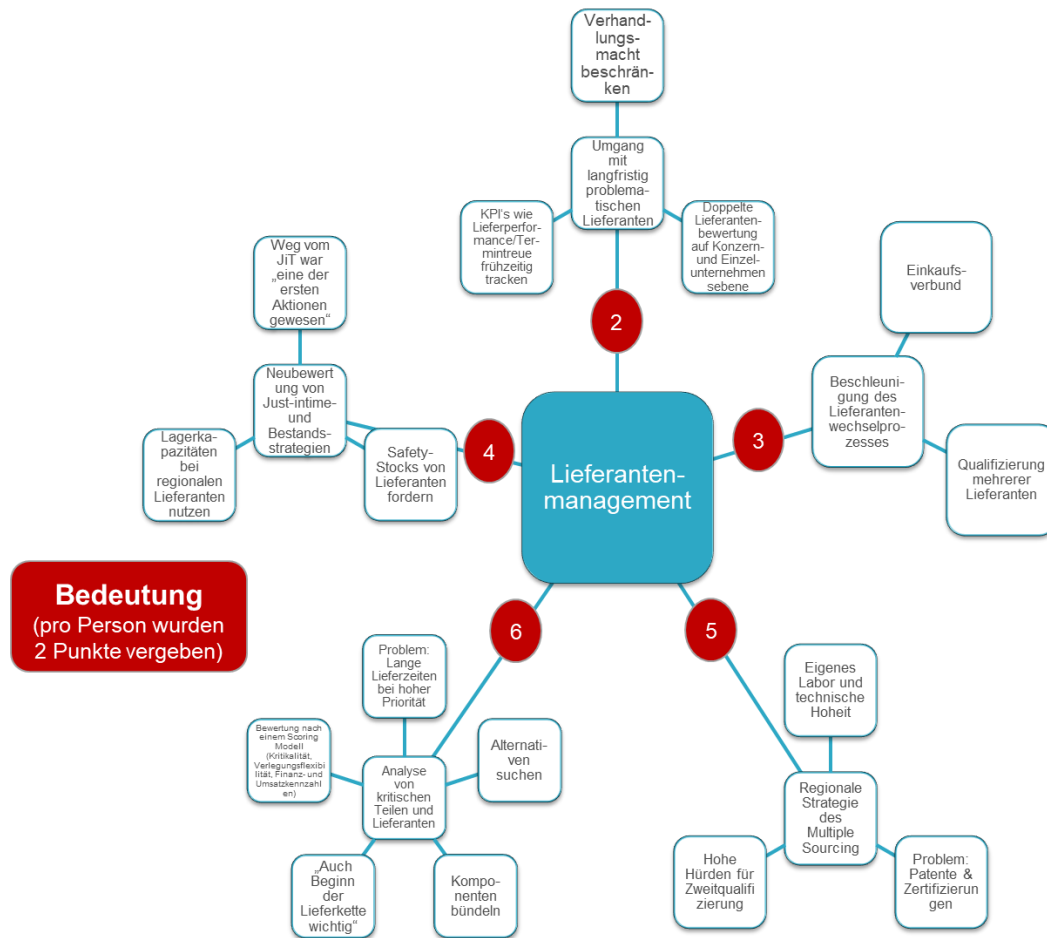 Verhand-
lungs-
macht
beschrän-
ken
Umgang
mit
langfristig
problema-
tischen
Lieferanten
KPI's wie
Lieferperfor-
mance/Ter-
mintreue
frühzeitig
tracken
Doppelte
Lieferanten-
bewertung
auf Konzern-
und Einzel-
unternehmen
sebene
2
Weg vom
JiT war
„eine der
ersten
Aktionen
gewesen“
Neubewert
ung von
Just-intime-
und
Bestands-
strategien
Lagerka-
pazitäten
bei
regionalen
Lieferanten
nutzen
Safety-
Stocks von
Lieferanten
fordern
4
Einkaufs-
verbund
Beschleuni-
gung des
Lieferanten-
wechselpro-
zesses
Qualifizierung
mehrerer
Lieferanten
3
Lieferanten-
management
Bedeutung
(pro Person wurden
2 Punkte vergeben)
6
Problem:
Lange
Lieferzeiten
bei hoher
Priorität
Bewertung nach
einem Scoring
Modell
(Kritikalität,
Verlegungsflexibi
lität, Finanz- und
Umsatzkennzahl
en)
Analyse
von
kritischen
Teilen und
Lieferanten
Alternati-
ven
suchen
„Auch
Beginn
der
Lieferkette
wichtig“
Kompo-
nenten
bündeln
5
Eigenes
Labor und
technische
Hoheit
Regionale
Strategie
des
Multiple
Sourcing
Hohe
Hürden für
Zweitqualifi
zierung
Problem:
Patente &
Zertifizierun
gen